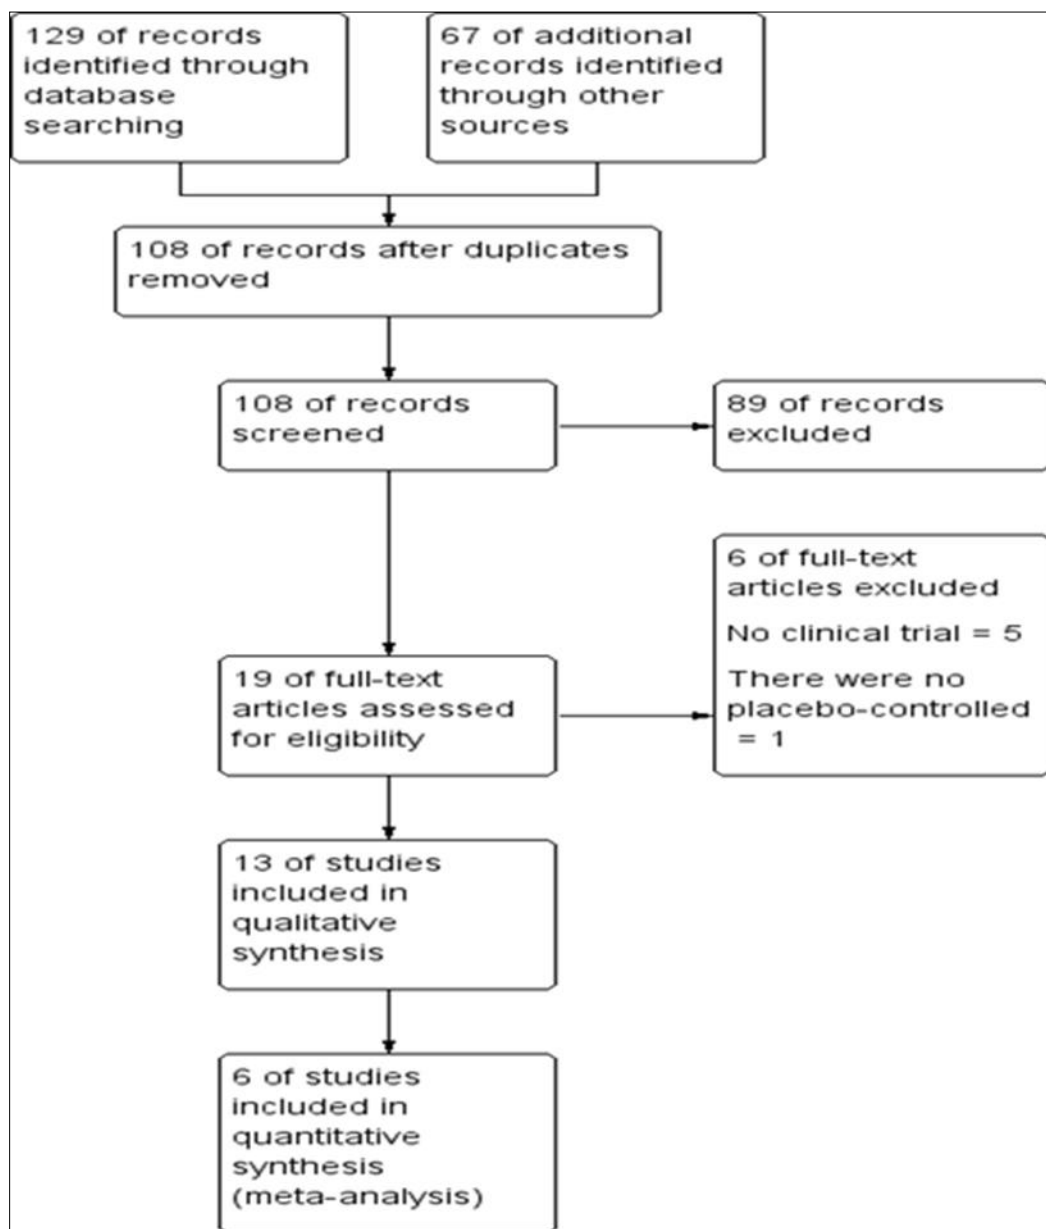 129 of records
identified through
database
searching
67 of additional
records identified
through other
sources
108 of records after duplicates
removed
108 of records
screened
89 of records
excluded
19 of full-text
articles assessed
for eligibility
6 of full-text
articles excluded
No clinical trial = 5
There were no
placebo-controlled
= 1
13 of studies
included in
qualitative
synthesis
6 of studies
included in
quantitative
synthesis
(meta-analysis)